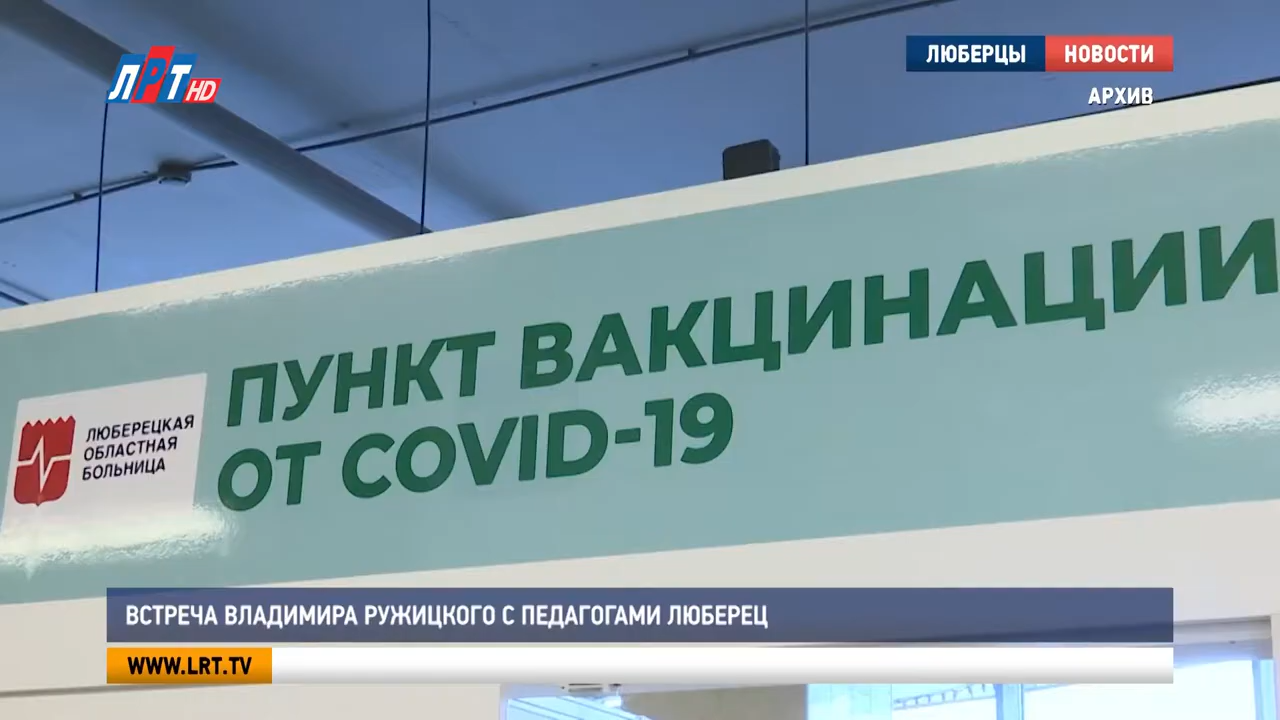 ЛРТ HD
ЛЮБЕРЦЫ НОВОСТИ
АРХИВ
ПУНКТ ВАКЦИНАЦИИ
ОТ COVID-19
ЛЮБЕРЕЦКАЯ
ОБЛАСТНАЯ
БОЛЬНИЦА
ВСТРЕЧА ВЛАДИМИРА РУЖИЦКОГО С ПЕДАГОГАМИ ЛЮБЕРЕЦ
WWW.LRT.TV